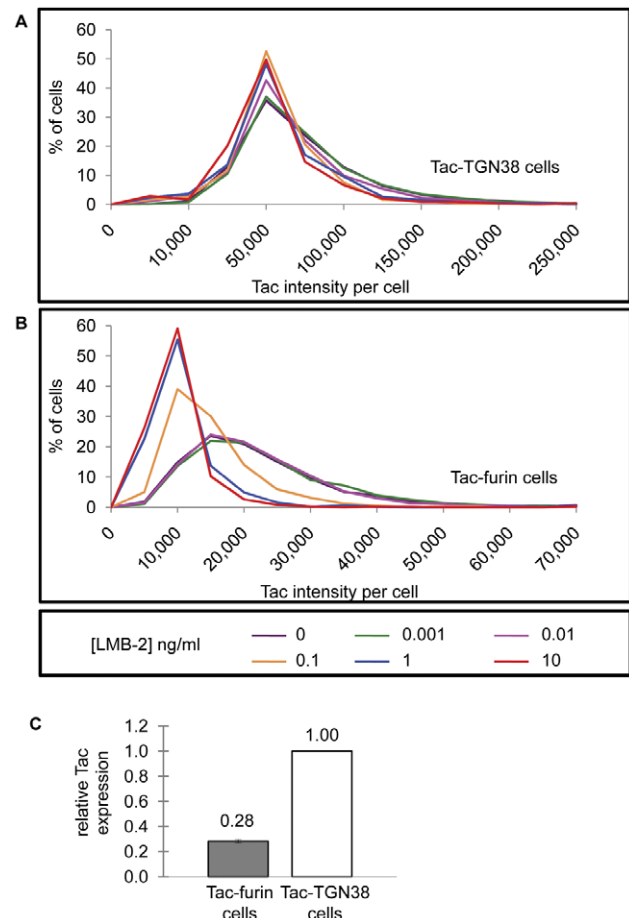 A
60
50
40
30
20
10
0
% of cells
Tac-TGN38 cells
0
10,000
50,000
100,000
150,000
200,000
250,000
Tac intensity per cell
B
60
50
40
30
20
10
0
% of cells
Tac-furin cells
0
10,000
20,000
30,000
40,000
50,000
60,000
70,000
Tac intensity per cell
[LMB-2] ng/ml
0 0.001 0.01
0.1 1 10
C
1.2
1.0
0.8
0.6
0.4
0.2
0.0
relative Tac
expression
0.28
1.00
Tac-furin
cells
Tac-TGN38
cells